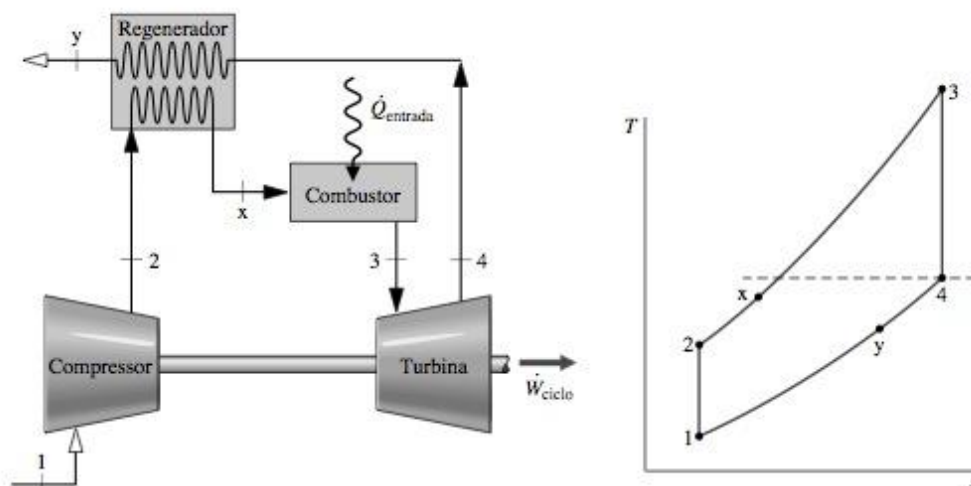 y
Regenerador
Q̇entrada
x
Combustor
2
3
4
Compressor
Turbina
Ẇciclo
1
T
3
x
4
2
y
1